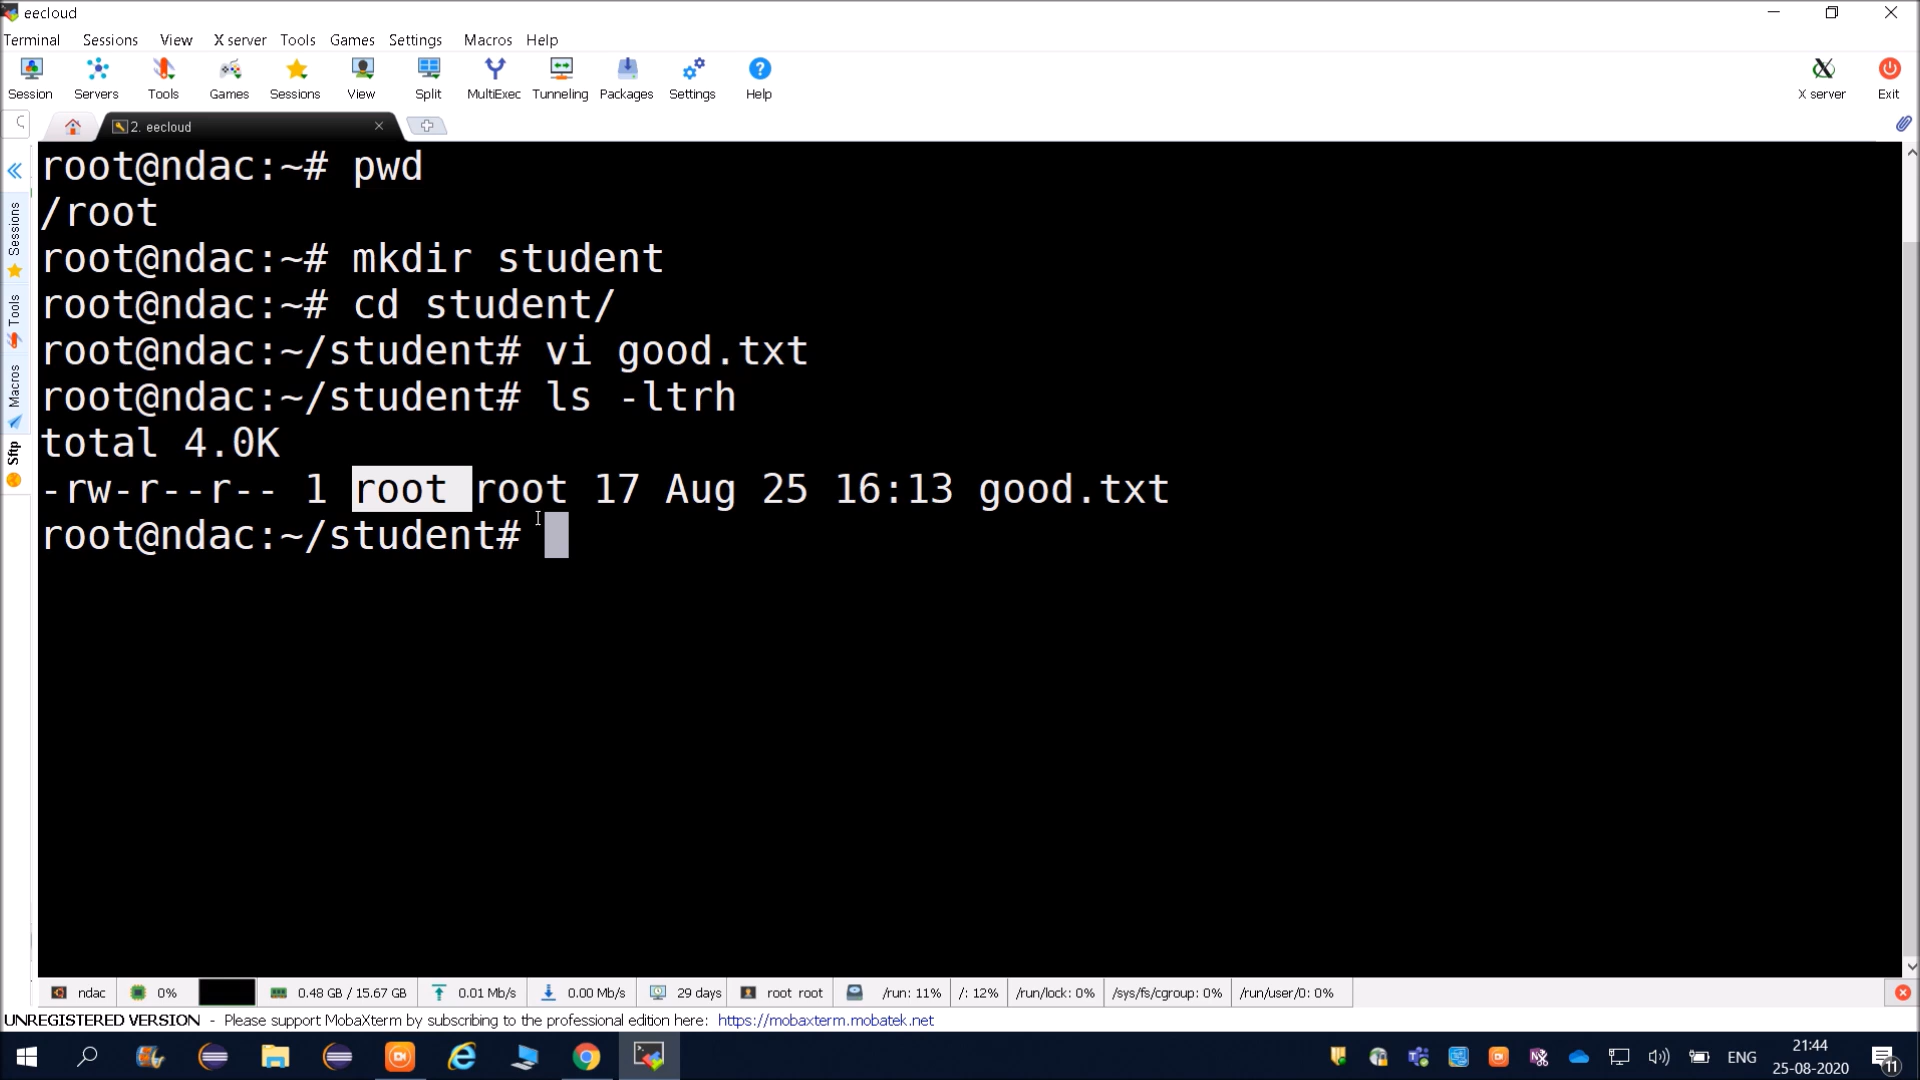 eecloud
Terminal Sessions View X server Tools Games Settings Macros Help
Session Servers Tools Games Sessions View Split MultiExec Tunneling Packages Settings Help X server Exit
2. eecloud
root@ndac:~# pwd
/root
root@ndac:~# mkdir student
root@ndac:~# cd student/
root@ndac:~/student# vi good.txt
root@ndac:~/student# ls -ltrh
total 4.0K
-rw-r--r-- 1 root root 17 Aug 25 16:13 good.txt
root@ndac:~/student#
Sessions
Tools
Macros
Sftp
ndac 0% 0.48 GB / 15.67 GB 0.01 Mb/s 0.00 Mb/s 29 days root root /run: 11% /: 12% /run/lock: 0% /sys/fs/cgroup: 0% /run/user/0: 0%
UNREGISTERED VERSION - Please support MobaXterm by subscribing to the professional edition here: https://mobaxterm.mobatek.net
ENG 21:44
25-08-2020 11